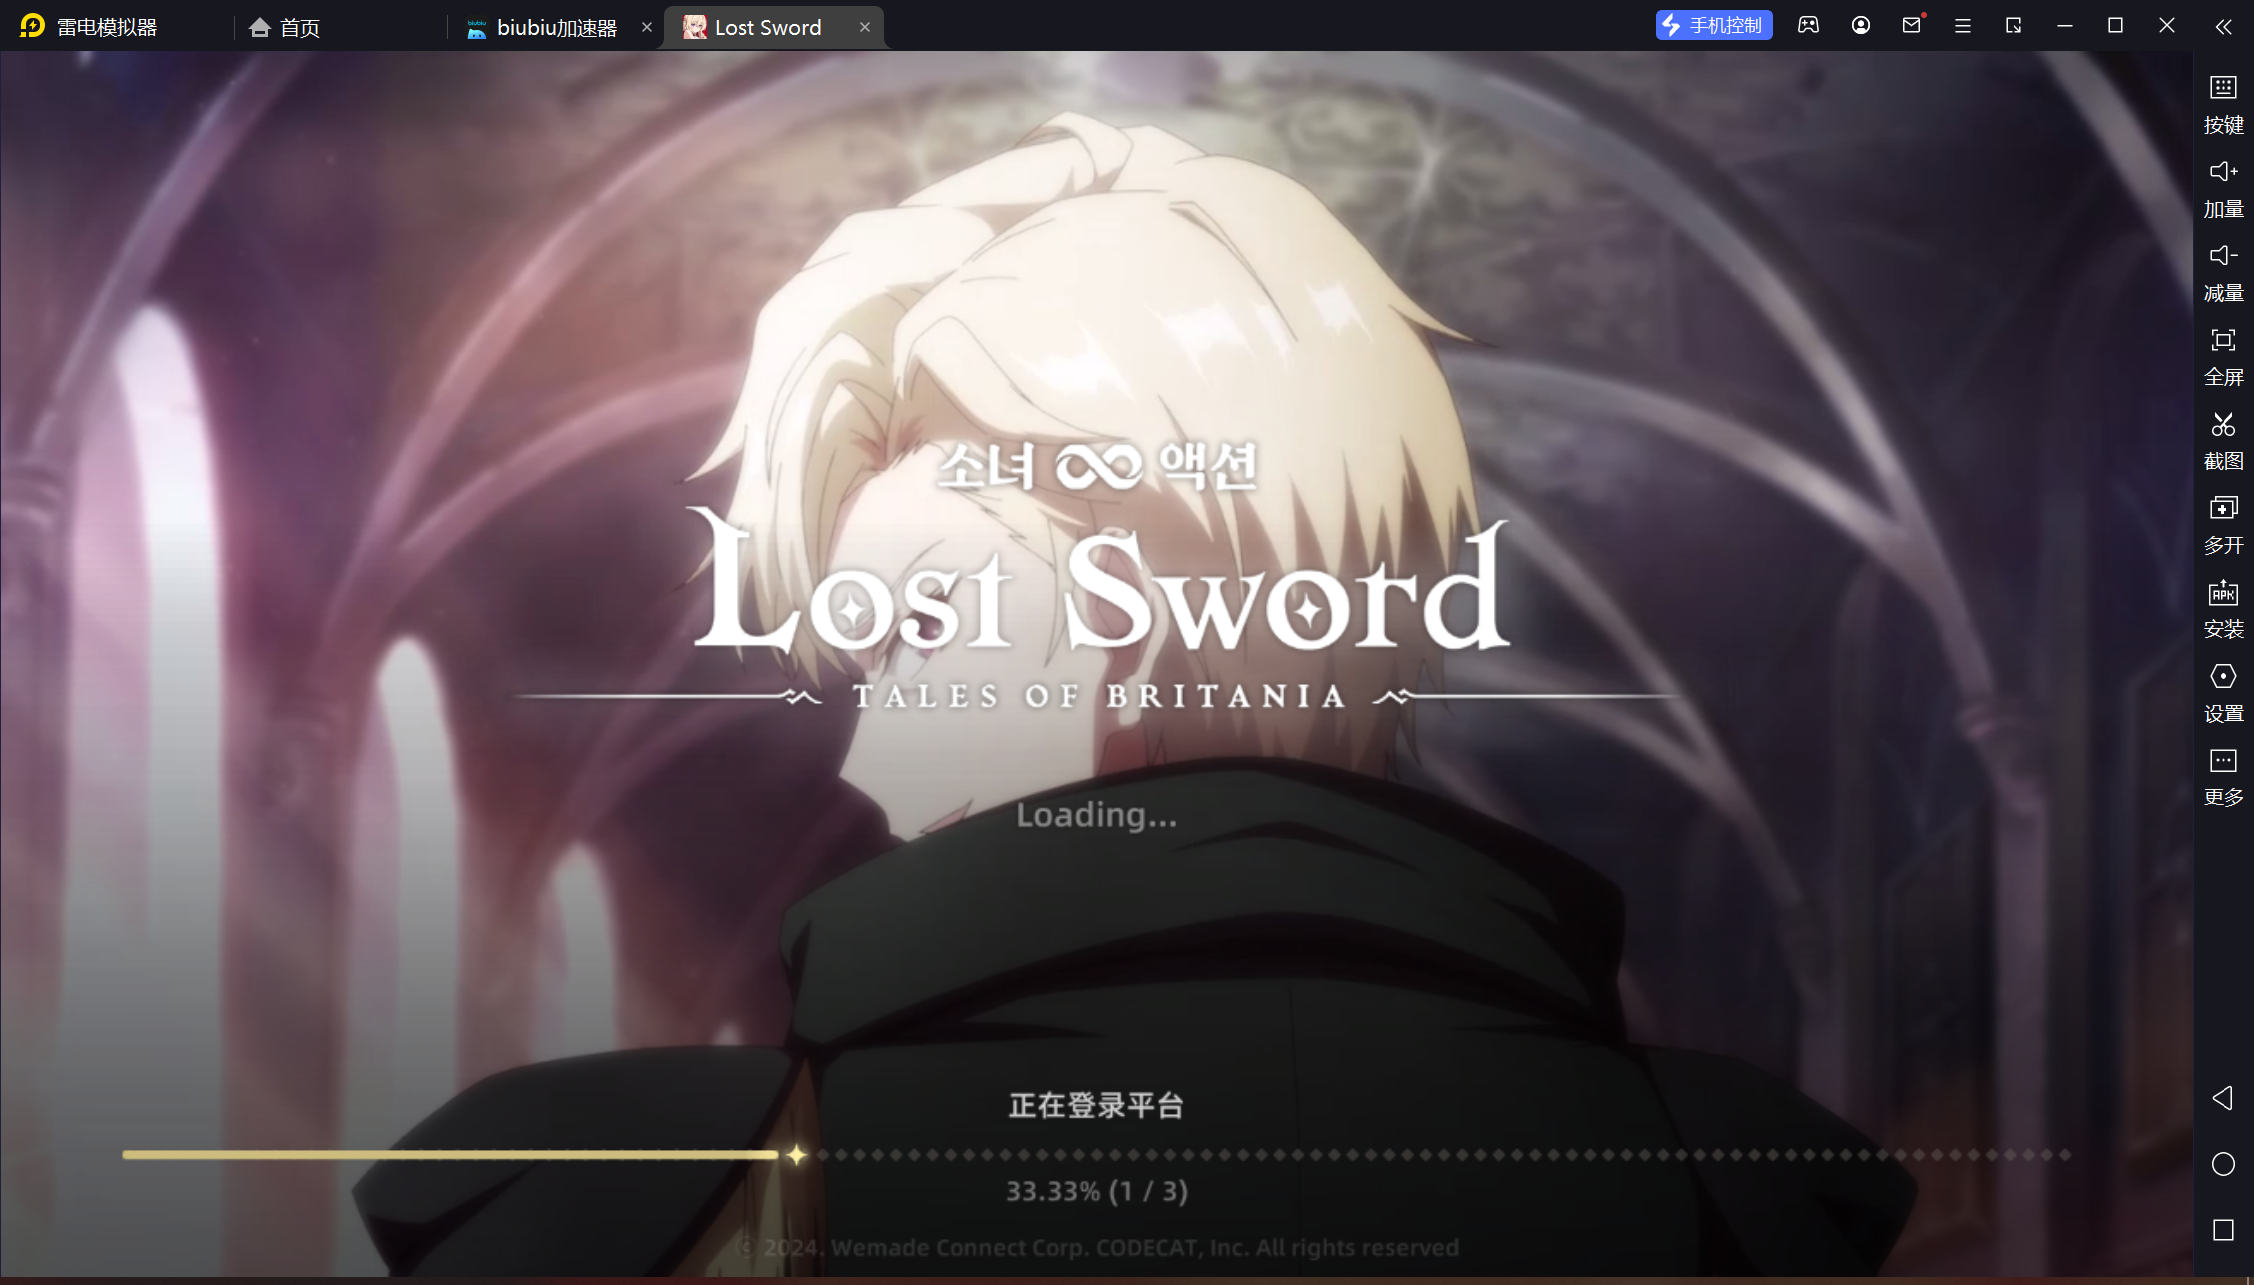 雷电模拟器
首页
biubiu加速器
Lost Sword
手机控制
按键
加量
减量
全屏
截图
多开
APK
安装
设置
更多
소녀 액션
Lost Sword
TALES OF BRITANIA
Loading...
正在登录平台
33.33% (1 / 3)
© 2024. Wemade Connect Corp. CODECAT, Inc. All rights reserved